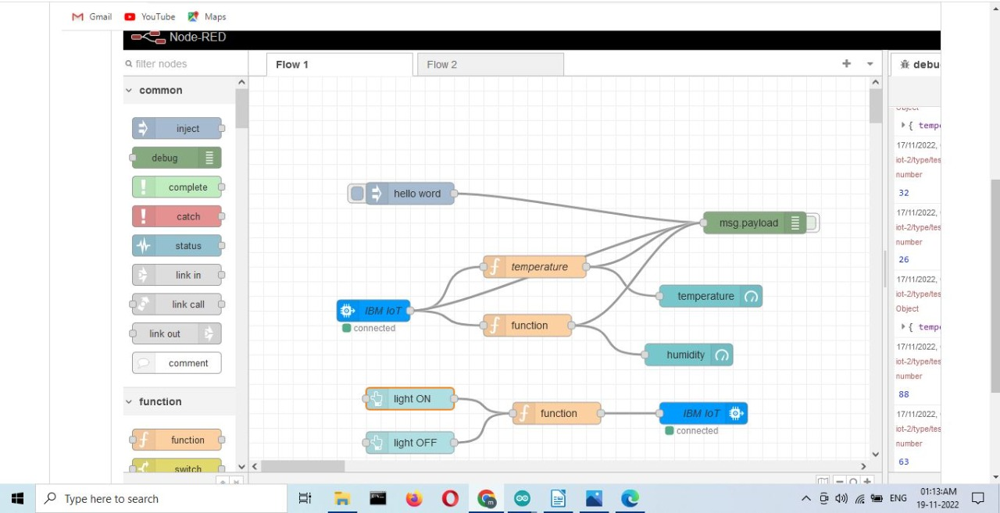 Gmail YouTube Maps
Node-RED
filter nodes
Flow 1 Flow 2
debu
common
inject
debug
complete
catch
status
link in
link call
link out
comment
function
function
switch
hello word
msg.payload
temperature
temperature
IBM IoT
connected
function
humidity
light ON
function
IBM IoT
connected
light OFF
Object
{ tempe
17/11/2022,
iot-2/type/tes
number
32
17/11/2022,
iot-2/type/tes
number
26
17/11/2022,
iot-2/type/tes
Object
{ tempe
17/11/2022,
iot-2/type/tes
number
88
17/11/2022,
iot-2/type/tes
number
63
Type here to search
ENG
01:13 AM
19-11-2022